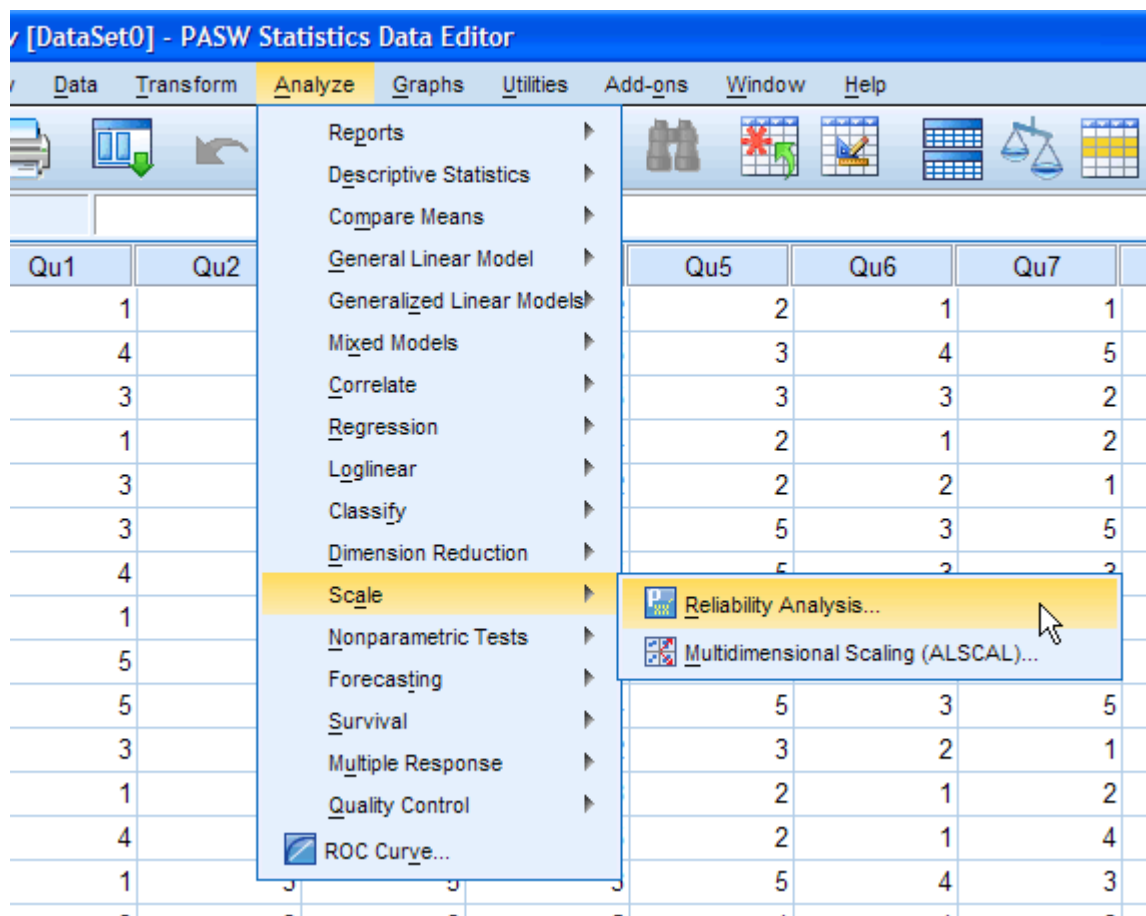 [DataSet0] - PASW Statistics Data Editor
Data Transform Analyze Graphs Utilities Add-ons Window Help
Reports
Descriptive Statistics
Compare Means
General Linear Model
Generalized Linear Models
Mixed Models
Correlate
Regression
Loglinear
Classify
Dimension Reduction
Scale
Nonparametric Tests
Forecasting
Survival
Multiple Response
Quality Control
ROC Curve...
Reliability Analysis...
Multidimensional Scaling (ALSCAL)...
Qu1 Qu2 Qu5 Qu6 Qu7
1 2 1 1
4 3 4 5
3 3 3 2
1 2 1 2
3 2 2 1
3 5 3 5
4 5 3 2
1
5
5 5 3 5
3 3 2 1
1 2 1 2
4 2 1 4
1 5 4 3